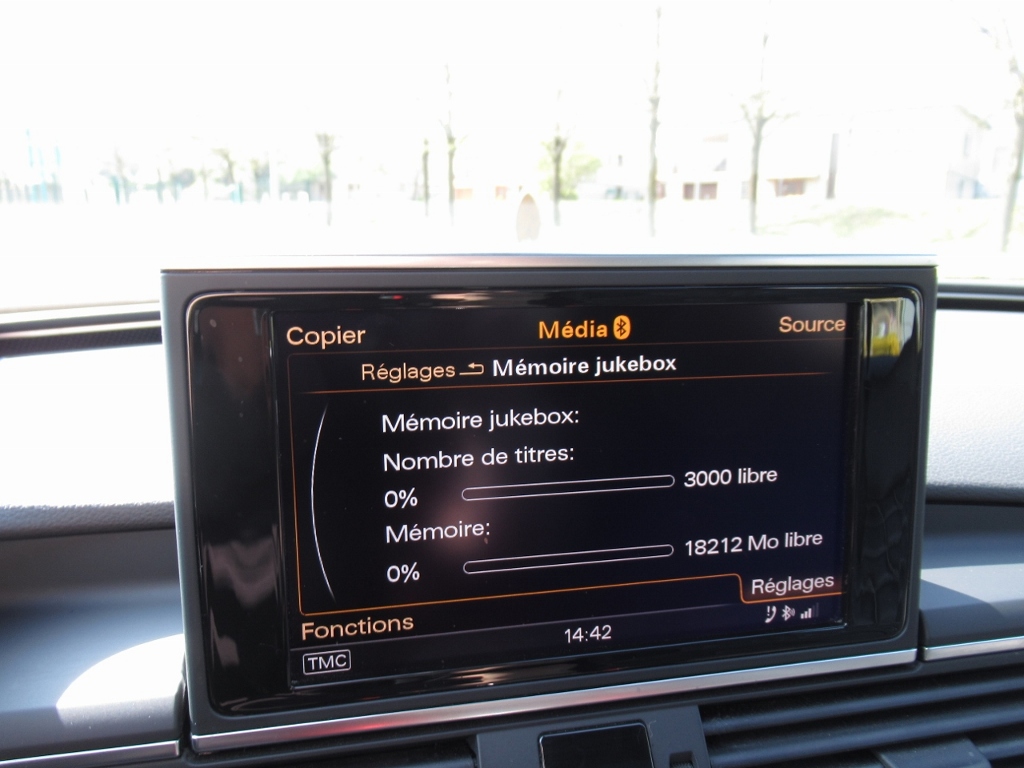 Copier Média Source
Réglages Mémoire jukebox
Mémoire jukebox:
Nombre de titres:
0% 3000 libre
Mémoire:
0% 18212 Mo libre
Réglages
Fonctions
TMC 14:42